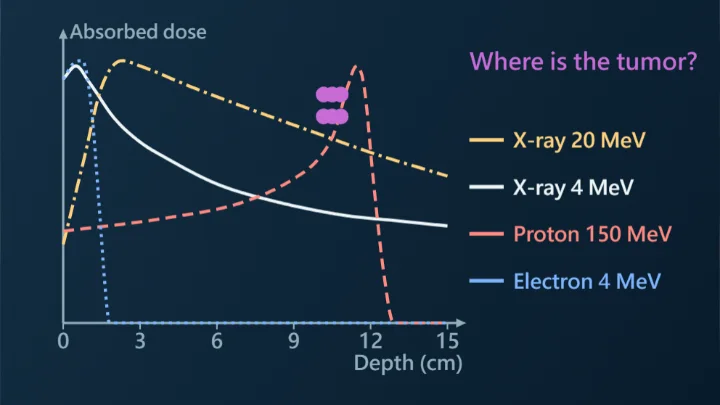 Absorbed dose
Where is the tumor?
X-ray 20 MeV
X-ray 4 MeV
Proton 150 MeV
Electron 4 MeV
0 3 6 9 12 15
Depth (cm)